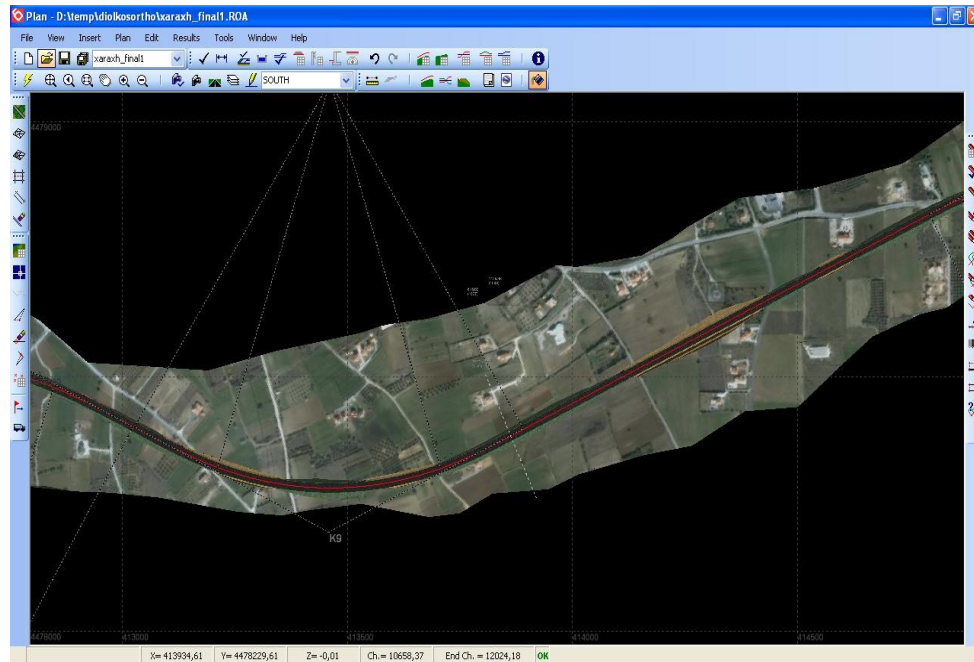 Plan - D:\temp\diolkosortho\xaraxh_final1.ROA
File View Insert Plan Edit Results Tools Window Help
xaraxh_final1
SOUTH
4479000
K9
4478000
413000 413500 414000 414500
X= 413934,61 Y= 4478229,61 Z= -0,01 Ch.= 10658,37 End Ch.= 12024,18 OK